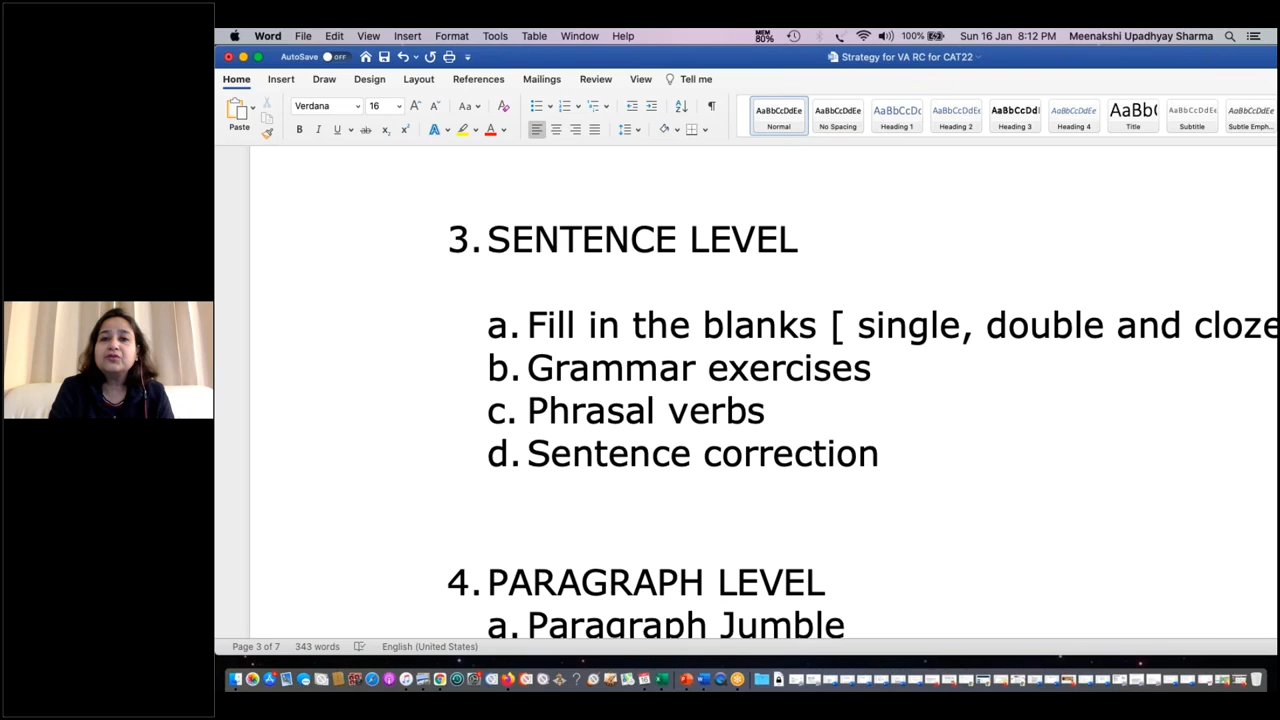 Word File Edit View Insert Format Tools Table Window Help MEM 80% 100% Sun 16 Jan 8:12 PM Meenakshi Upadhyay Sharma
AutoSave OFF Strategy for VA RC for CAT22
Home Insert Draw Design Layout References Mailings Review View Tell me
Paste Verdana 16 Aa
AaBbCcDdEe AaBbCcDdEe AaBbCcDc AaBbCcDdEe AaBbCcDı AaBbCcDdEe AaBb( AaBbCcDdEe AaBbCcDdEe
Normal No Spacing Heading 1 Heading 2 Heading 3 Heading 4 Title Subtitle Subtle Emph...
3. SENTENCE LEVEL
a. Fill in the blanks [ single, double and cloze
b. Grammar exercises
c. Phrasal verbs
d. Sentence correction
4. PARAGRAPH LEVEL
a. Paragraph Jumble
Page 3 of 7 343 words English (United States)